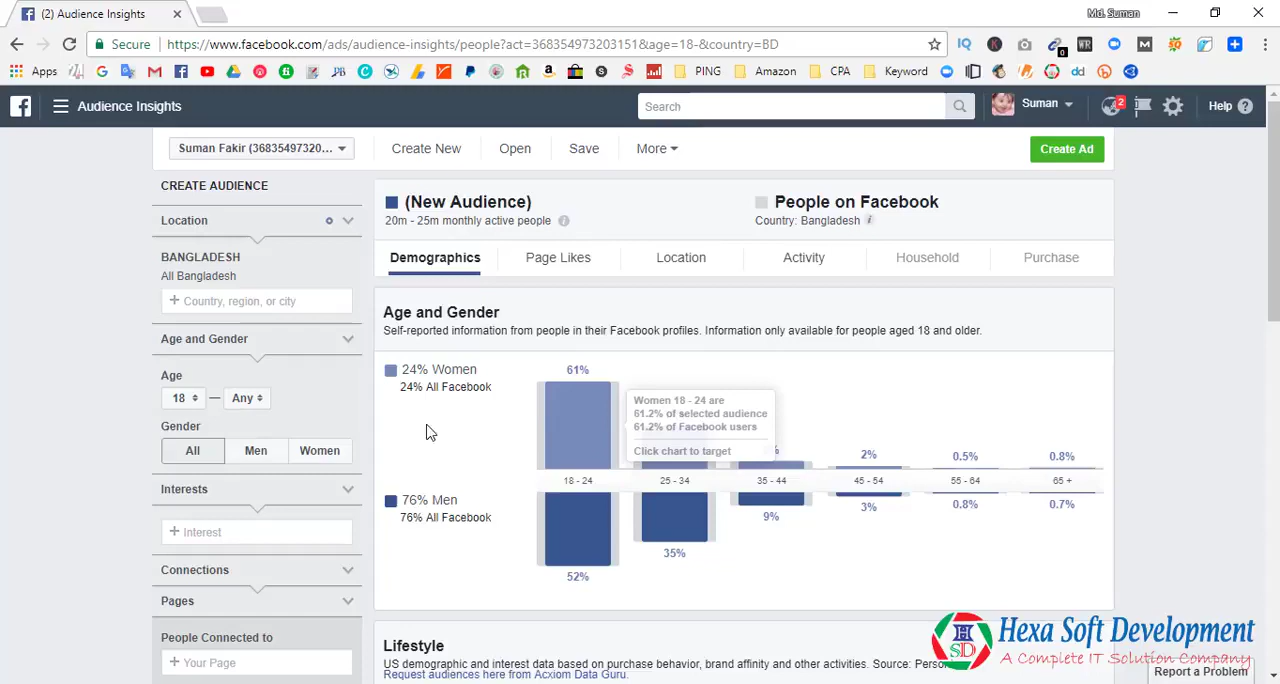 (2) Audience Insights
Md. Suman
Secure
https://www.facebook.com/ads/audience-insights/people?act=368354973203151&age=18-&country=BD
Apps
PING
Amazon
CPA
Keyword
Audience Insights
Search
Suman
2
Help
Suman Fakir (36835497320...
Create New
Open
Save
More
Create Ad
CREATE AUDIENCE
Location
BANGLADESH
All Bangladesh
+ Country, region, or city
Age and Gender
Age
18 — Any
Gender
All Men Women
Interests
+ Interest
Connections
Pages
People Connected to
+ Your Page
(New Audience)
20m - 25m monthly active people
People on Facebook
Country: Bangladesh
Demographics
Page Likes
Location
Activity
Household
Purchase
Age and Gender
Self-reported information from people in their Facebook profiles. Information only available for people aged 18 and older.
24% Women
24% All Facebook
61%
Women 18 - 24 are
61.2% of selected audience
61.2% of Facebook users
Click chart to target
%
2%
0.5%
0.8%
18 - 24 25 - 34 35 - 44 45 - 54 55 - 64 65 +
76% Men
76% All Facebook
52%
35%
9%
3%
0.8%
0.7%
Lifestyle
US demographic and interest data based on purchase behavior, brand affinity and other activities. Source:
Request audiences here from Acxiom Data Guru.
HSD
Hexa Soft Development
A Complete IT Solution Company
Report a Problem